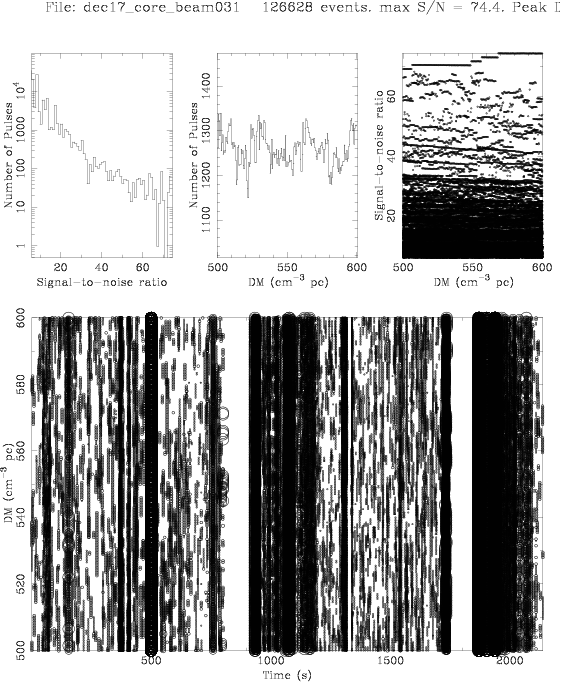 File: dec17_core_beam031 126628 events. max S/N = 74.4. Peak D
Number of Pulses
1 10 100 1000 10^4
20 40 60
Signal-to-noise ratio
Number of Pulses
1100 1200 1300 1400
500 550 600
DM (cm^-3 pc)
Signal-to-noise ratio
20 40 60
500 550 600
DM (cm^-3 pc)
DM (cm^-3 pc)
500 520 540 560 580 600
500 1000 1500 2000
Time (s)